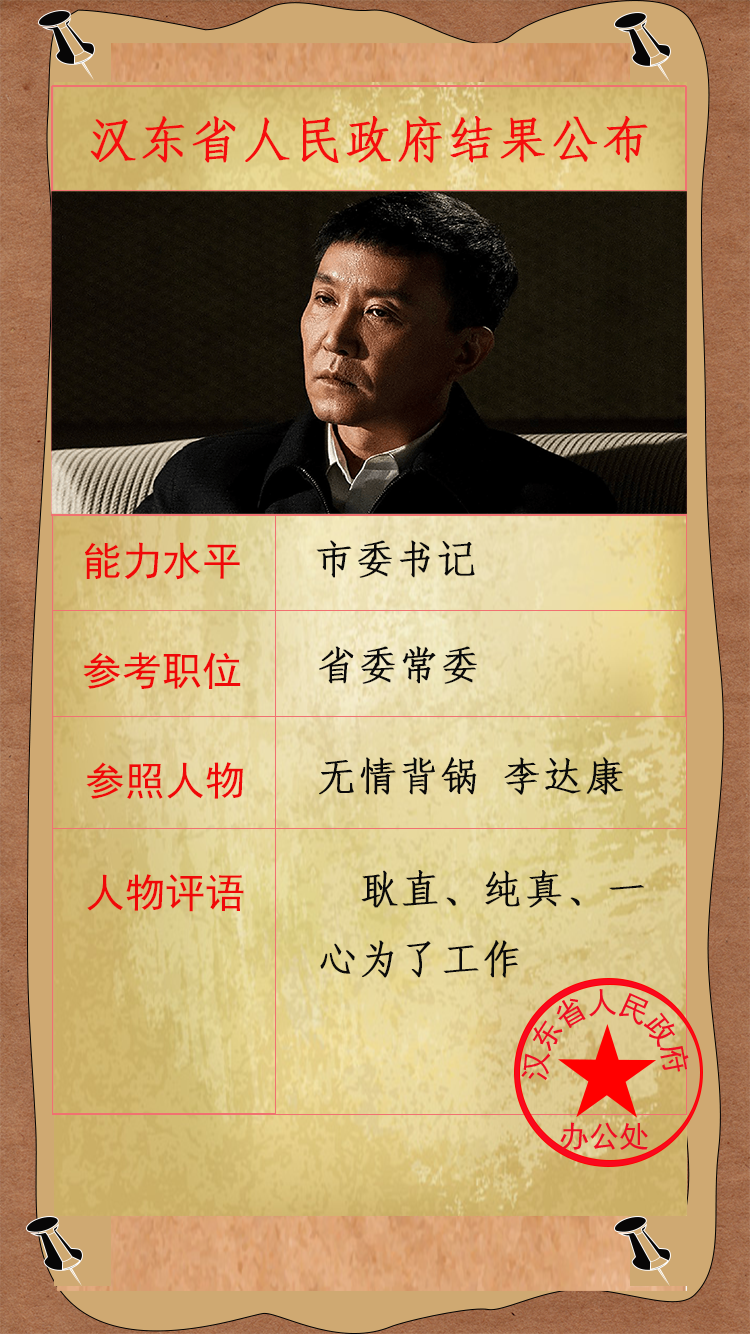 汉东省人民政府结果公布
能力水平 市委书记
参考职位 省委常委
参照人物 无情背锅 李达康
人物评语 耿直、纯真、一
心为了工作
汉东省人民政府
办公处